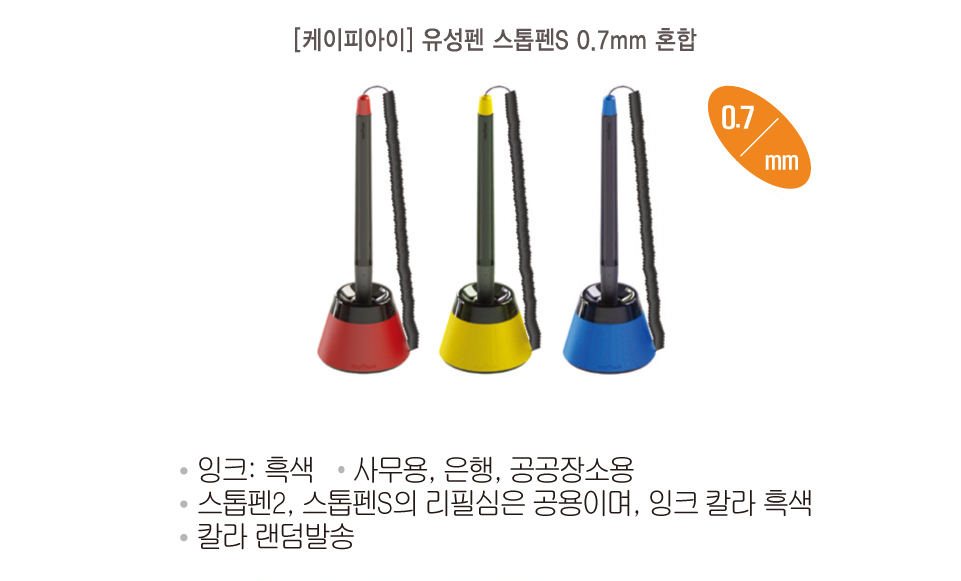 [케이피아이] 유성펜 스톱펜S 0.7mm 혼합
0.7
mm
• 잉크: 흑색 • 사무용, 은행, 공공장소용
• 스톱펜2, 스톱펜S의 리필심은 공용이며, 잉크 칼라 흑색
• 칼라 랜덤발송